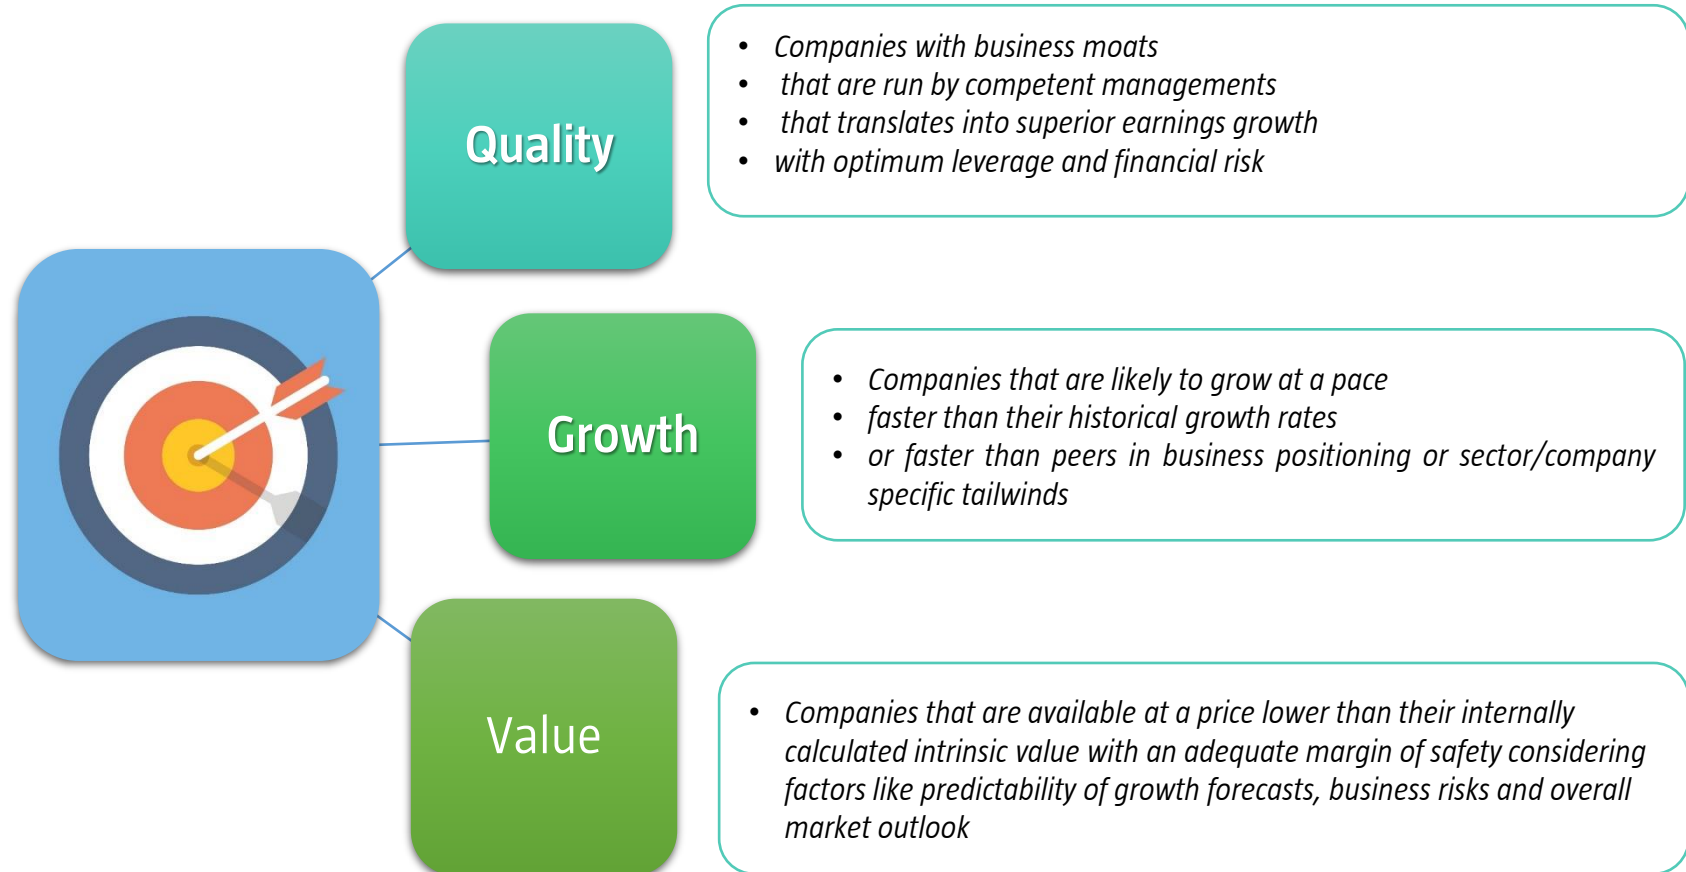 Quality
• Companies with business moats
• that are run by competent managements
• that translates into superior earnings growth
• with optimum leverage and financial risk
Growth
• Companies that are likely to grow at a pace
• faster than their historical growth rates
• or faster than peers in business positioning or sector/company
specific tailwinds
Value
• Companies that are available at a price lower than their internally
calculated intrinsic value with an adequate margin of safety considering
factors like predictability of growth forecasts, business risks and overall
market outlook